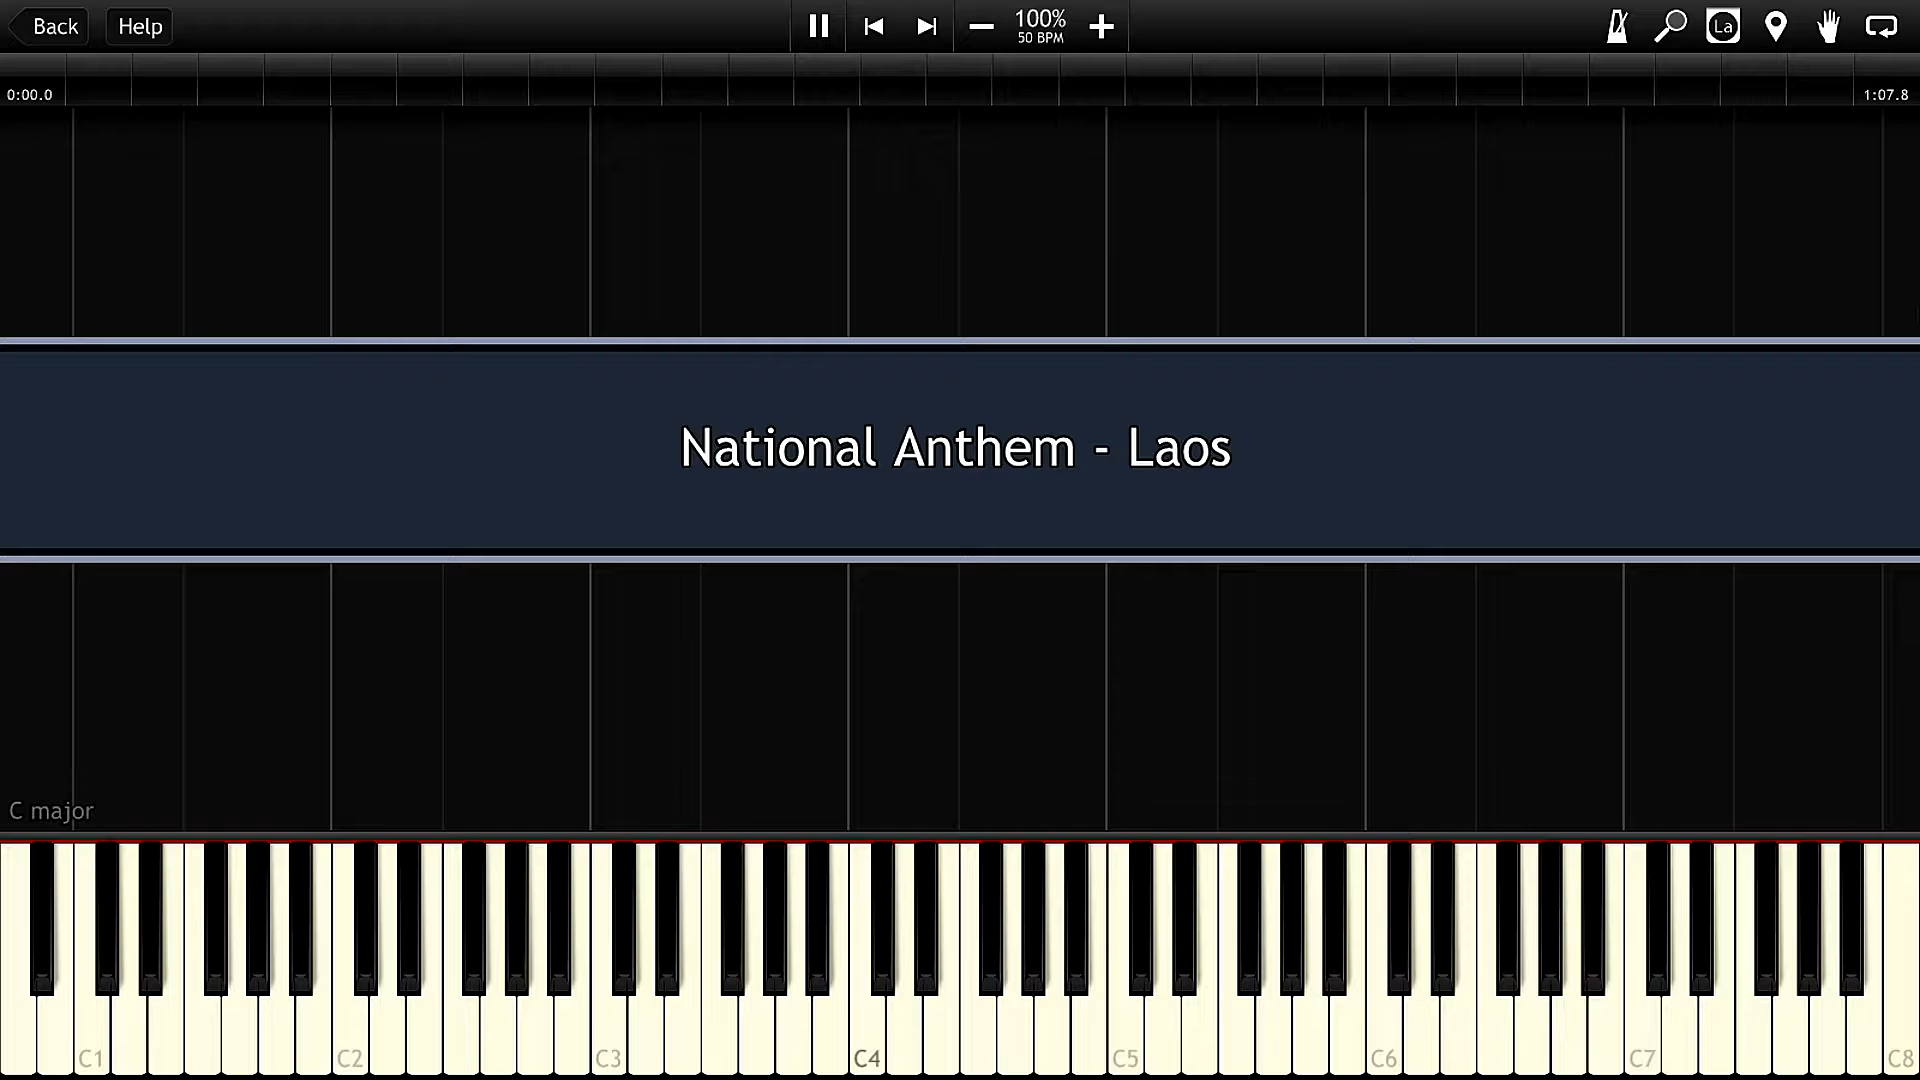 Back
Help
100%
50 BPM
La
0:00.0
1:07.8
National Anthem - Laos
C major
C1
C2
C3
C4
C5
C6
C7
C8